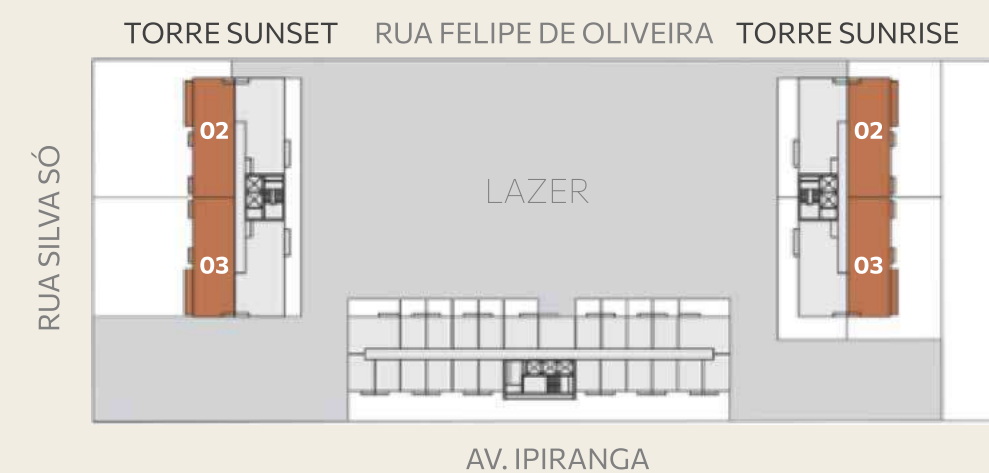 TORRE SUNSET
RUA FELIPE DE OLIVEIRA
TORRE SUNRISE
RUA SILVA SÓ
02
02
LAZER
03
03
AV. IPIRANGA